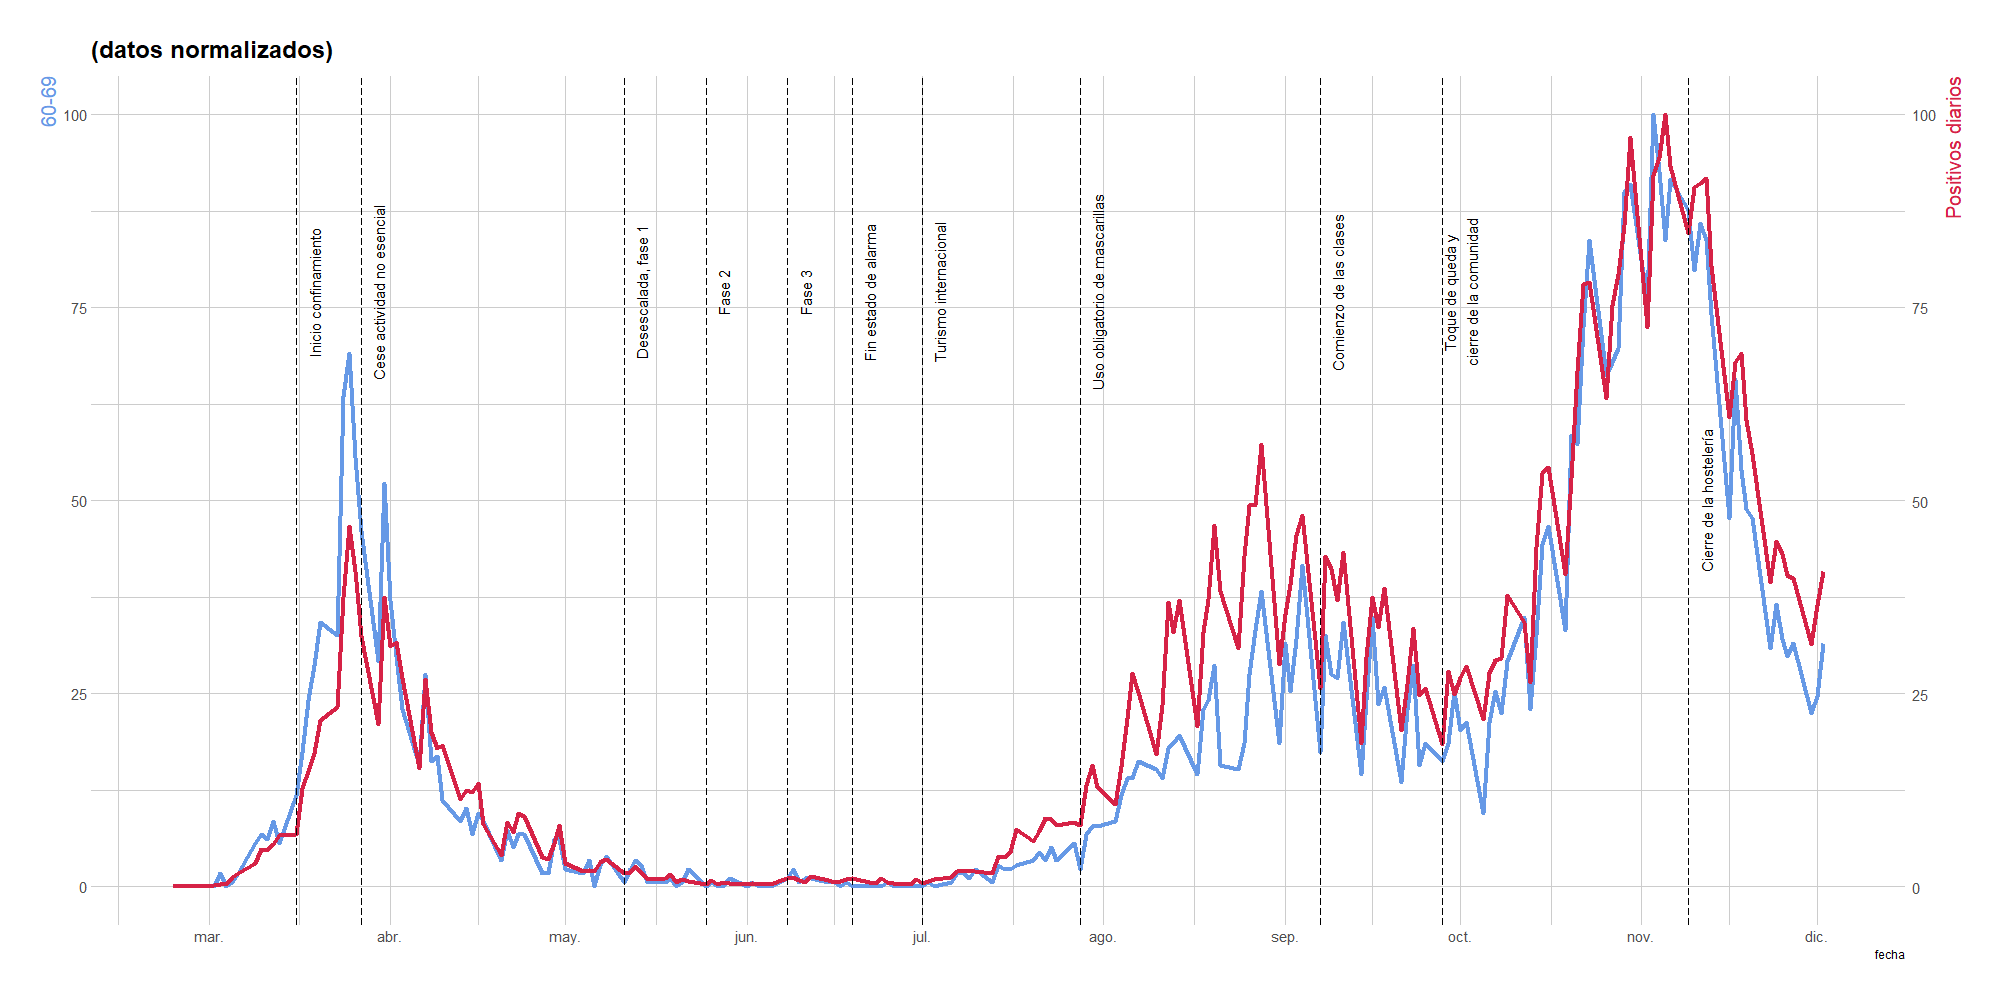 (datos normalizados)
60-69
Positivos diarios
100
75
50
25
0
100
75
50
25
0
Inicio confinamiento
Cese actividad no esencial
Desescalada, fase 1
Fase 2
Fase 3
Fin estado de alarma
Turismo internacional
Uso obligatorio de mascarillas
Comienzo de las clases
Toque de queda y
cierre de la comunidad
Cierre de la hostelería
mar.
abr.
may.
jun.
jul.
ago.
sep.
oct.
nov.
dic.
fecha